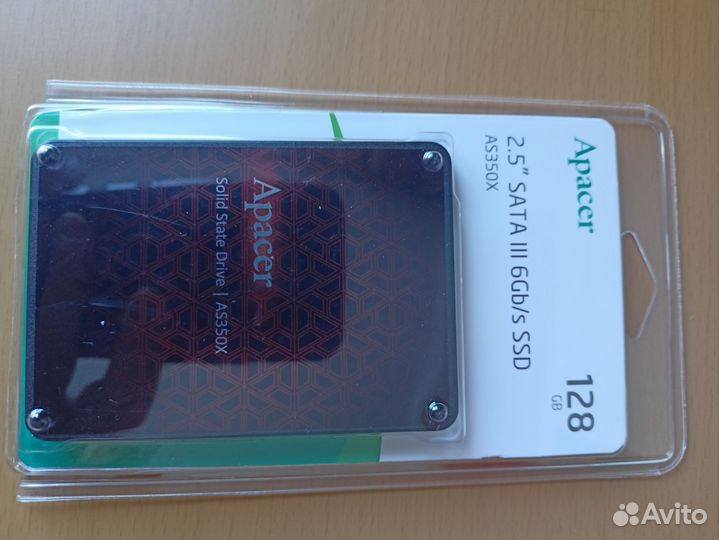 Apacer
2.5" SATA III 6Gb/s SSD
AS350X
128
GB
Apacer
Solid State Drive | AS350X
Avito